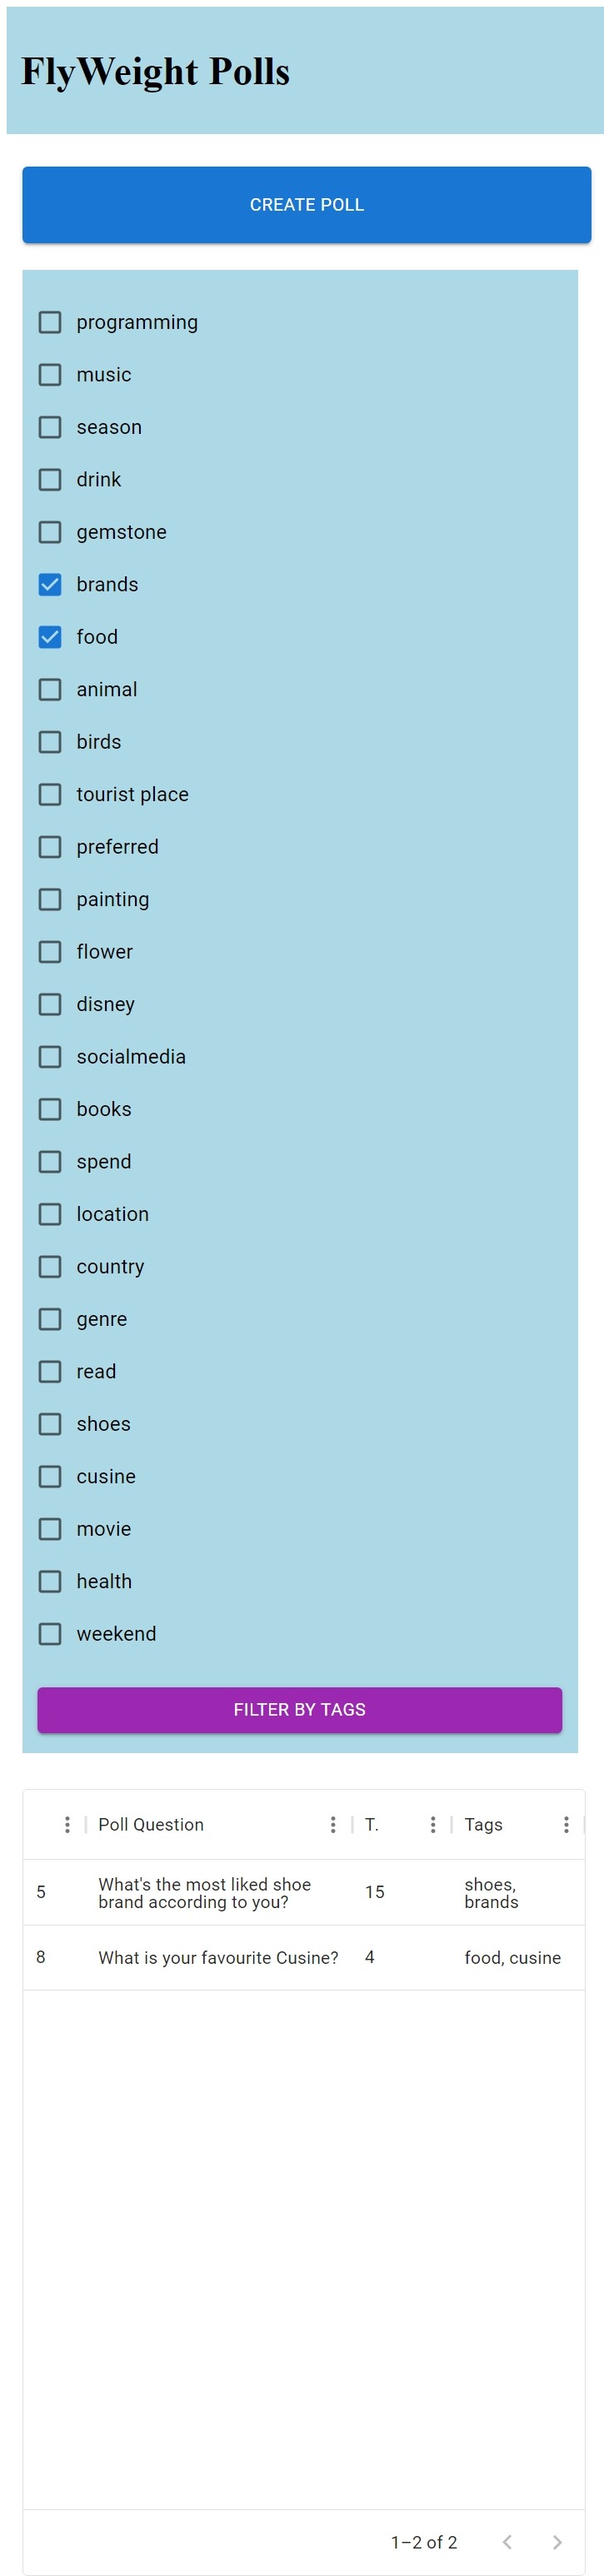 FlyWeight Polls
CREATE POLL
programming
music
season
drink
gemstone
brands
food
animal
birds
tourist place
preferred
painting
flower
disney
socialmedia
books
spend
location
country
genre
read
shoes
cusine
movie
health
weekend
FILTER BY TAGS
Poll Question T. Tags
5 What's the most liked shoe brand according to you? 15 shoes, brands
8 What is your favourite Cusine? 4 food, cusine
1–2 of 2